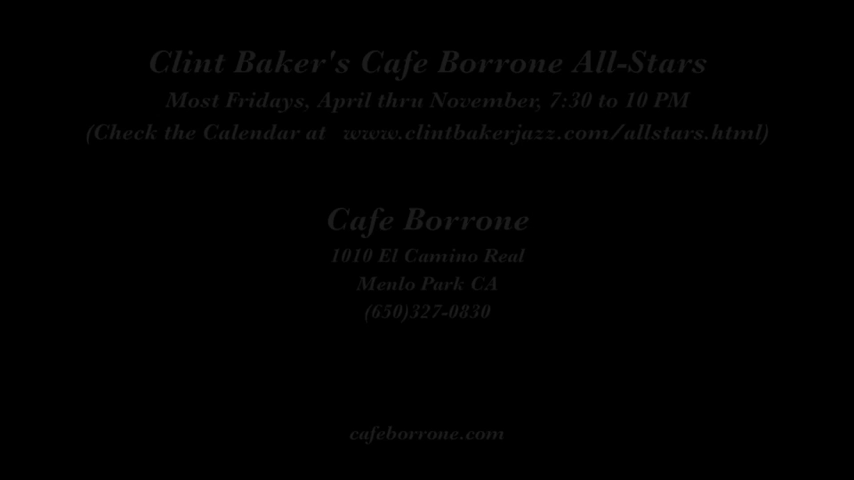 Clint Baker's Cafe Borrone All-Stars
Most Fridays, April thru November, 7:30 to 10 PM
(Check the Calendar at www.clintbakerjazz.com/allstars.html)
Cafe Borrone
1010 El Camino Real
Menlo Park CA
(650)327-0830
cafeborrone.com